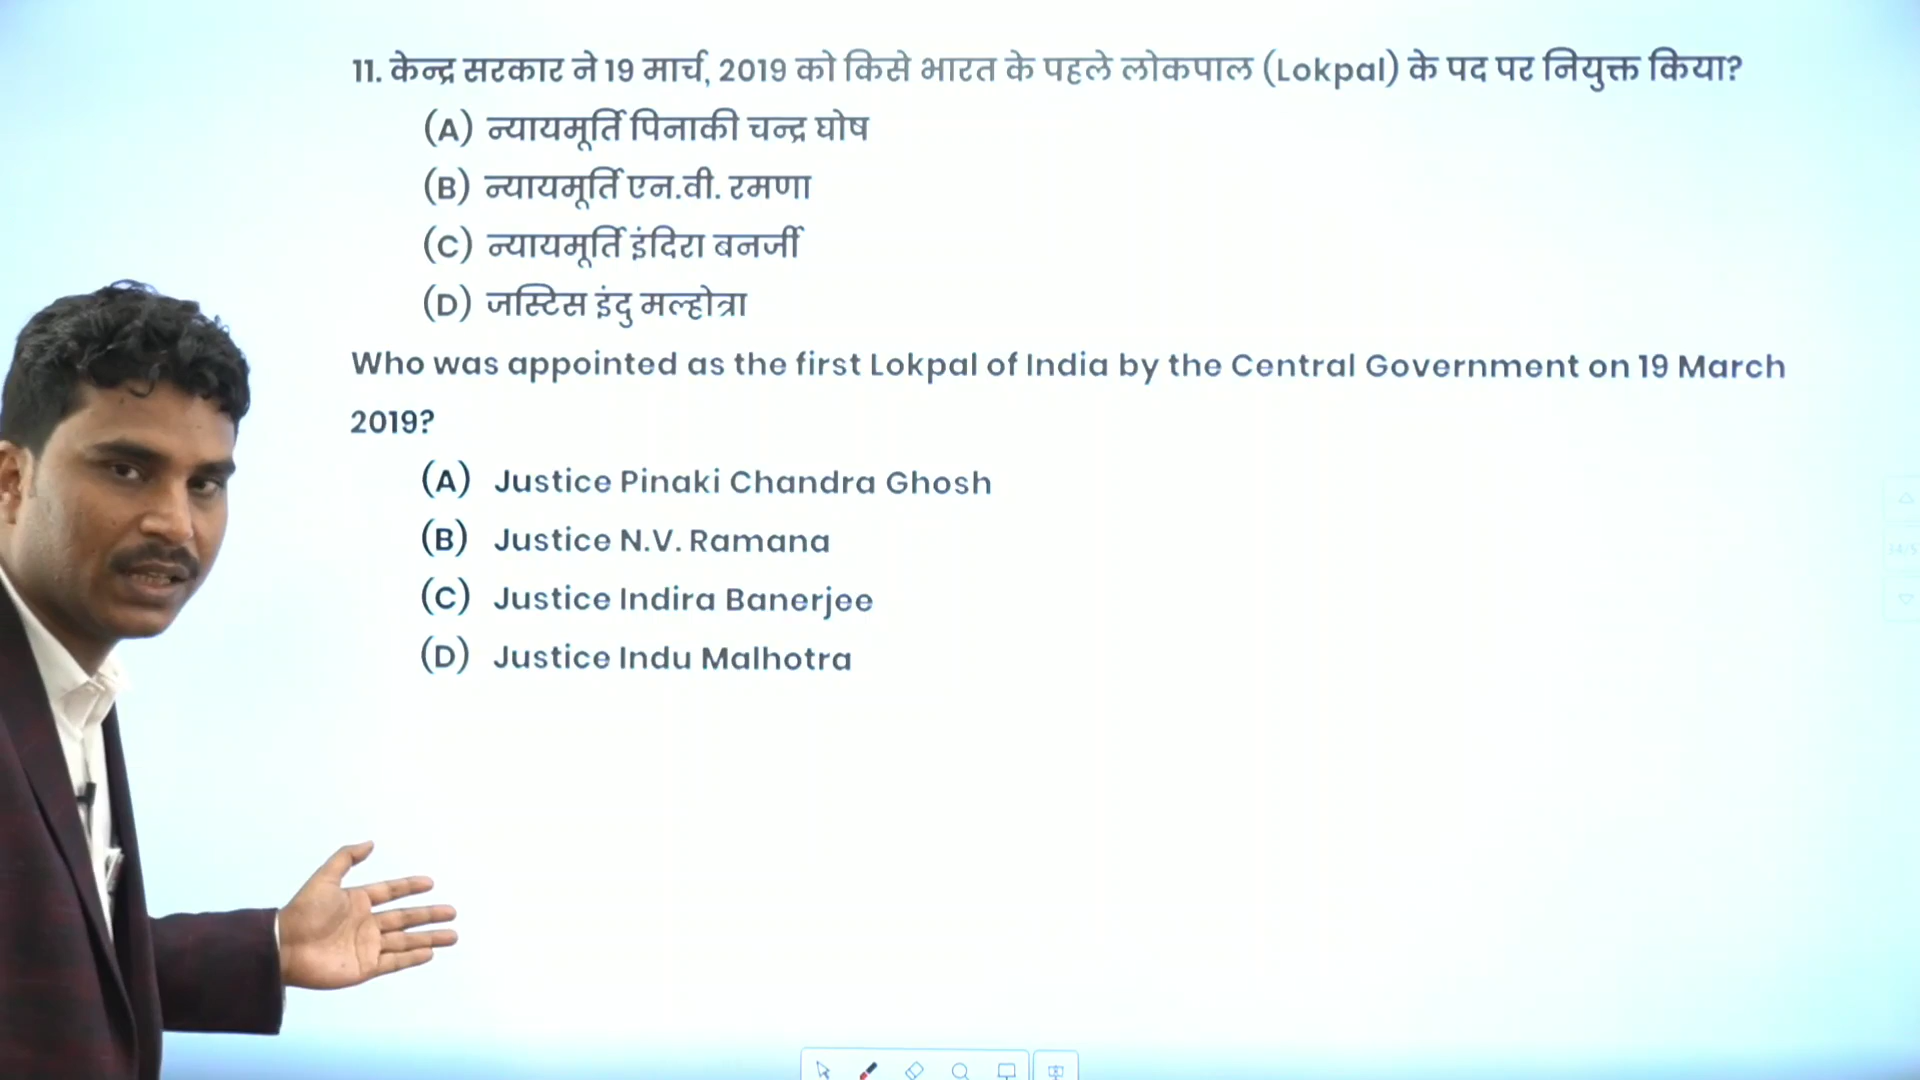 11. केन्द्र सरकार ने 19 मार्च, 2019 को किसे भारत के पहले लोकपाल (Lokpal) के पद पर नियुक्त किया?
(A) न्यायमूर्ति पिनाकी चन्द्र घोष
(B) न्यायमूर्ति एन.वी. रमणा
(C) न्यायमूर्ति इंदिरा बनर्जी
(D) जस्टिस इंदु मल्होत्रा
Who was appointed as the first Lokpal of India by the Central Government on 19 March
2019?
(A) Justice Pinaki Chandra Ghosh
(B) Justice N.V. Ramana
(C) Justice Indira Banerjee
(D) Justice Indu Malhotra